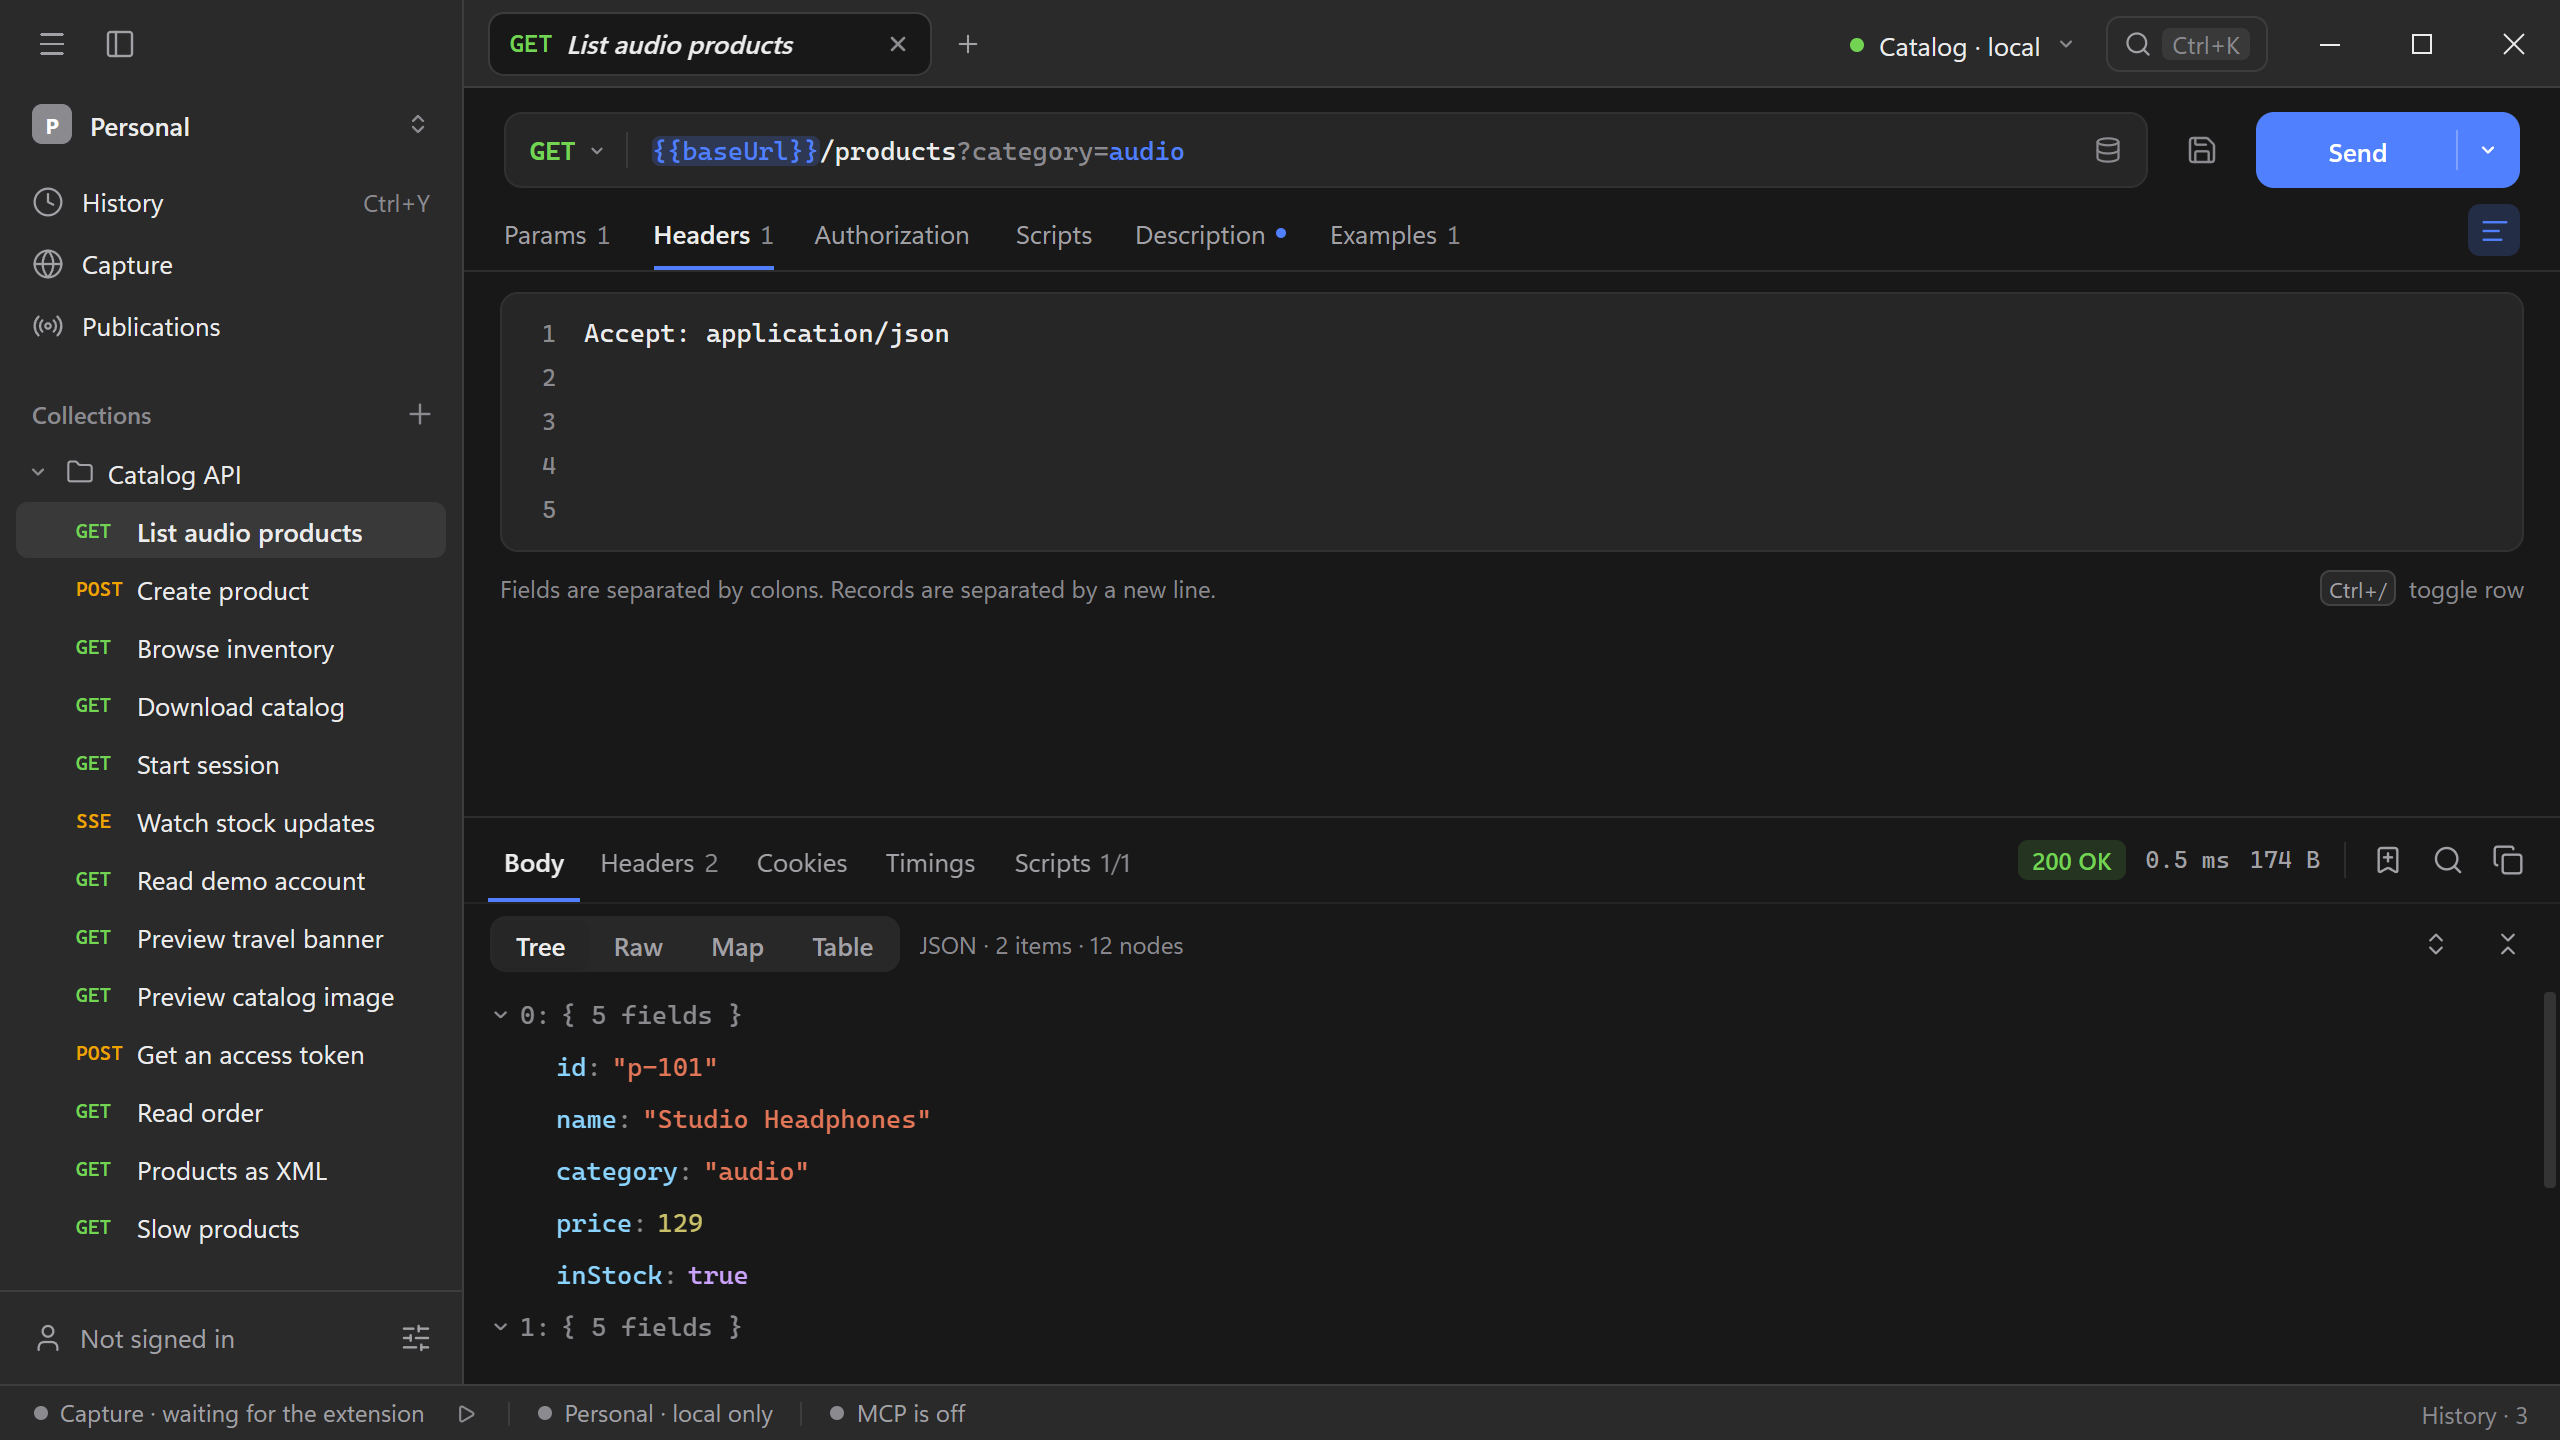 GET List audio products
Catalog · local
Ctrl+K
P Personal
History Ctrl+Y
Capture
Publications
Collections
Catalog API
GET List audio products
POST Create product
GET Browse inventory
GET Download catalog
GET Start session
SSE Watch stock updates
GET Read demo account
GET Preview travel banner
GET Preview catalog image
POST Get an access token
GET Read order
GET Products as XML
GET Slow products
Not signed in
GET {{baseUrl}}/products?category=audio
Send
Params 1 Headers 1 Authorization Scripts Description Examples 1
1 Accept: application/json
2
3
4
5
Fields are separated by colons. Records are separated by a new line.
Ctrl+/ toggle row
Body Headers 2 Cookies Timings Scripts 1/1
200 OK 0.5 ms 174 B
Tree Raw Map Table JSON · 2 items · 12 nodes
0: { 5 fields }
id: "p-101"
name: "Studio Headphones"
category: "audio"
price: 129
inStock: true
1: { 5 fields }
Capture · waiting for the extension
Personal · local only
MCP is off
History · 3